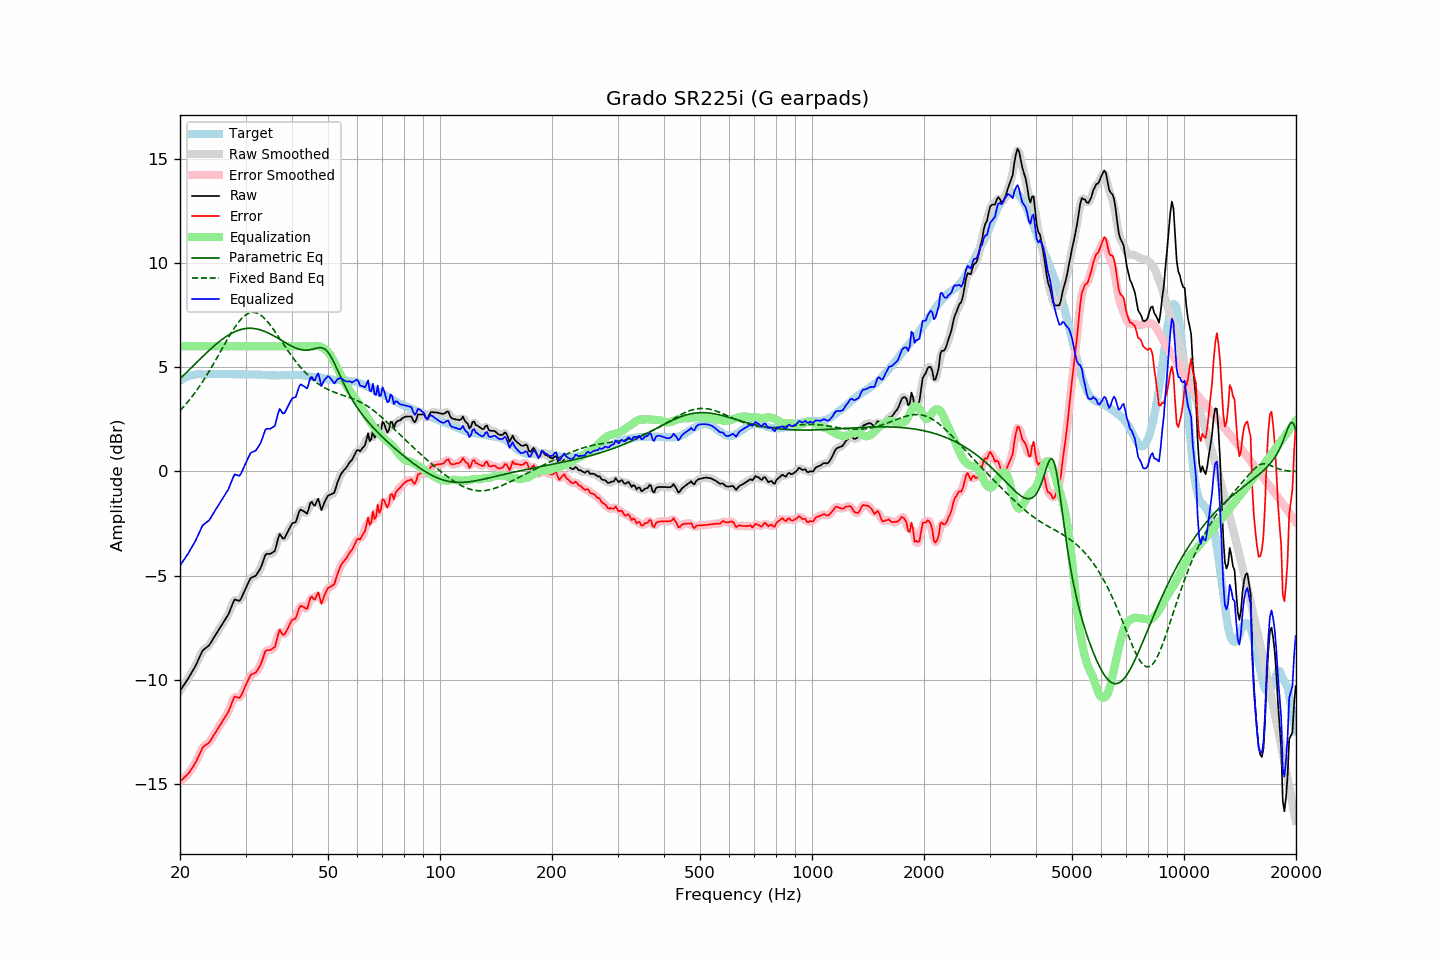 Grado SR225i (G earpads)
Target
Raw Smoothed
Error Smoothed
Raw
Error
Equalization
Parametric Eq
Fixed Band Eq
Equalized
15
10
5
0
−5
−10
−15
Amplitude (dBr)
20
50
100
200
500
1000
2000
5000
10000
20000
Frequency (Hz)